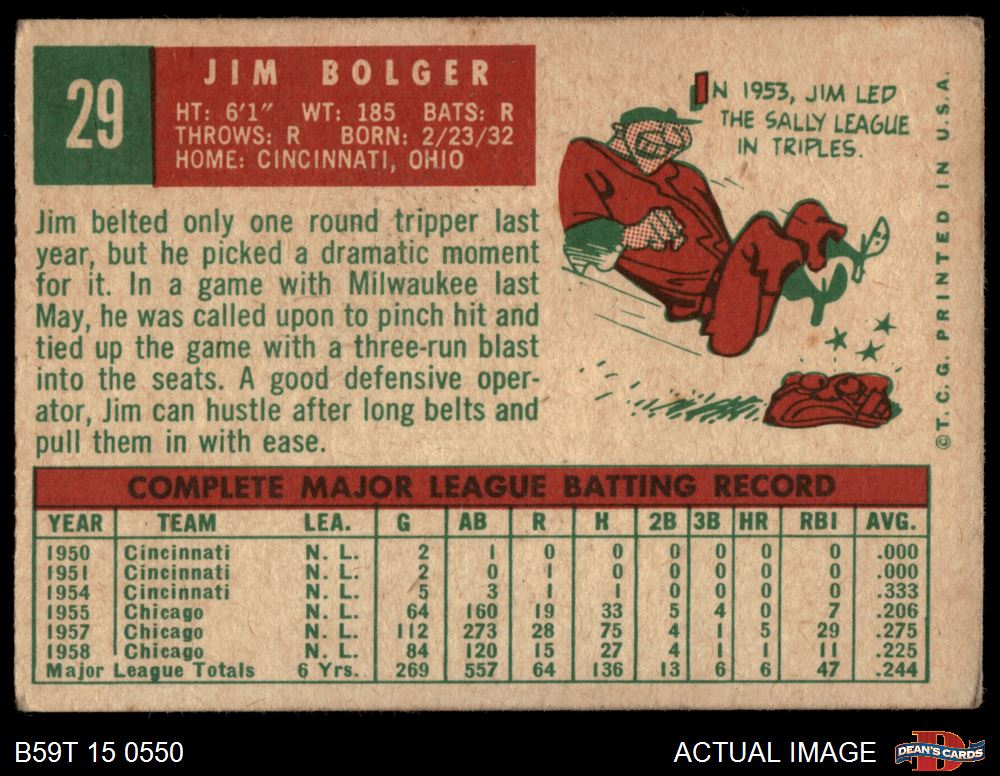 29
JIM BOLGER
HT: 6'1" WT: 185 BATS: R
THROWS: R BORN: 2/23/32
HOME: CINCINNATI, OHIO
IN 1953, JIM LED
THE SALLY LEAGUE
IN TRIPLES.
Jim belted only one round tripper last
year, but he picked a dramatic moment
for it. In a game with Milwaukee last
May, he was called upon to pinch hit and
tied up the game with a three-run blast
into the seats. A good defensive oper-
ator, Jim can hustle after long belts and
pull them in with ease.
©T. C. G. PRINTED IN U. S. A.
COMPLETE MAJOR LEAGUE BATTING RECORD
YEAR TEAM LEA. G AB R H 2B 3B HR RBI AVG.
1950 Cincinnati N. L. 2 1 0 0 0 0 0 0 .000
1951 Cincinnati N. L. 2 0 1 0 0 0 0 0 .000
1954 Cincinnati N. L. 5 3 1 1 0 0 0 0 .333
1955 Chicago N. L. 64 160 19 33 5 4 0 7 .206
1957 Chicago N. L. 112 273 28 75 4 1 5 29 .275
1958 Chicago N. L. 84 120 15 27 4 1 1 11 .225
Major League Totals 6 Yrs. 269 557 64 136 13 6 6 47 .244
B59T 15 0550
ACTUAL IMAGE
DEAN'S CARDS